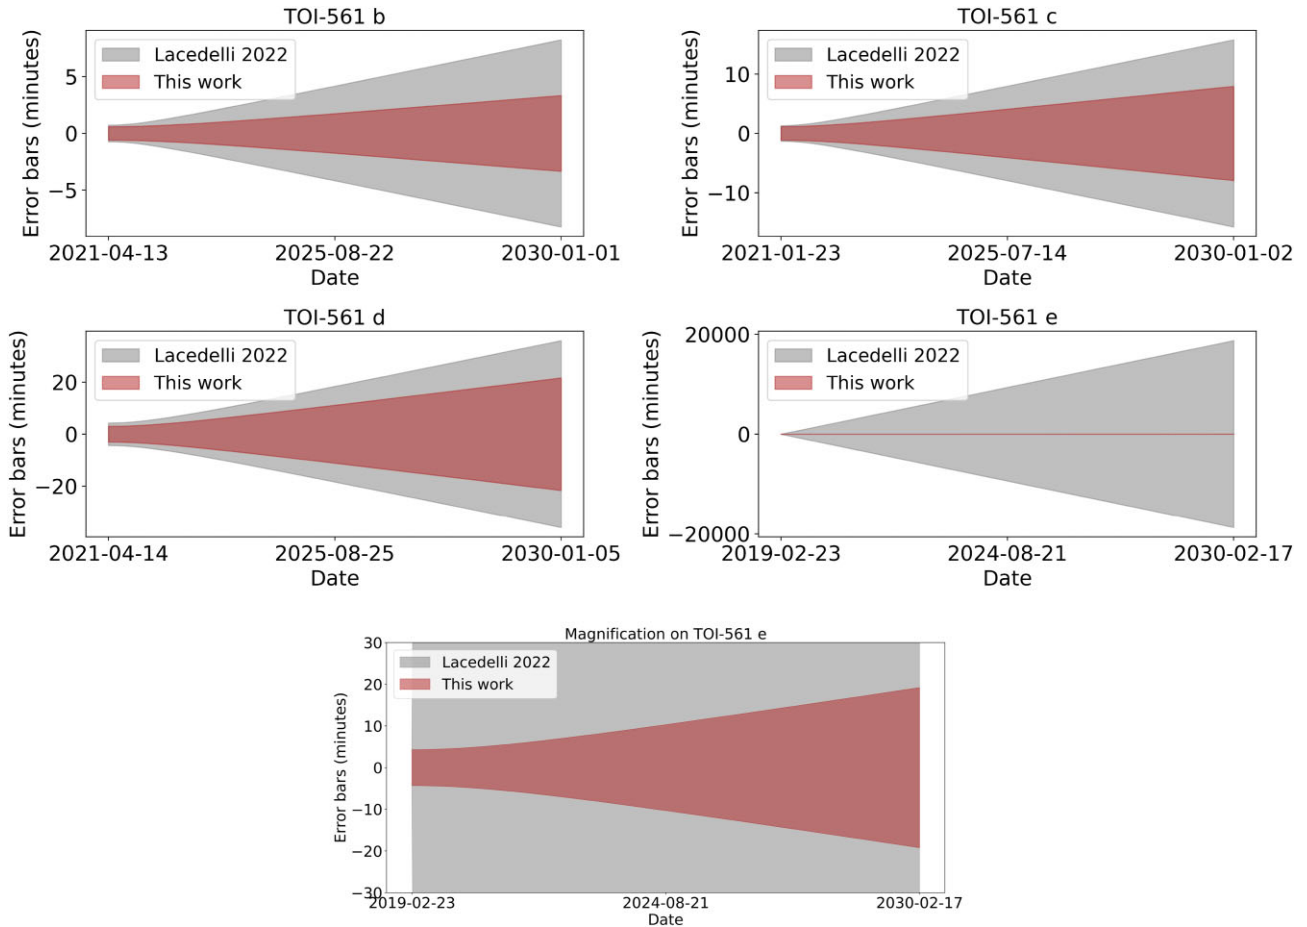 TOI-561 b
Error bars (minutes)
5
0
−5
Lacedelli 2022
This work
2021-04-13
2025-08-22
2030-01-01
Date
TOI-561 c
Error bars (minutes)
10
0
−10
Lacedelli 2022
This work
2021-01-23
2025-07-14
2030-01-02
Date
TOI-561 d
Error bars (minutes)
20
0
−20
Lacedelli 2022
This work
2021-04-14
2025-08-25
2030-01-05
Date
TOI-561 e
Error bars (minutes)
20000
0
−20000
Lacedelli 2022
This work
2019-02-23
2024-08-21
2030-02-17
Date
Magnification on TOI-561 e
Error bars (minutes)
30
20
10
0
−10
−20
−30
Lacedelli 2022
This work
2019-02-23
2024-08-21
2030-02-17
Date